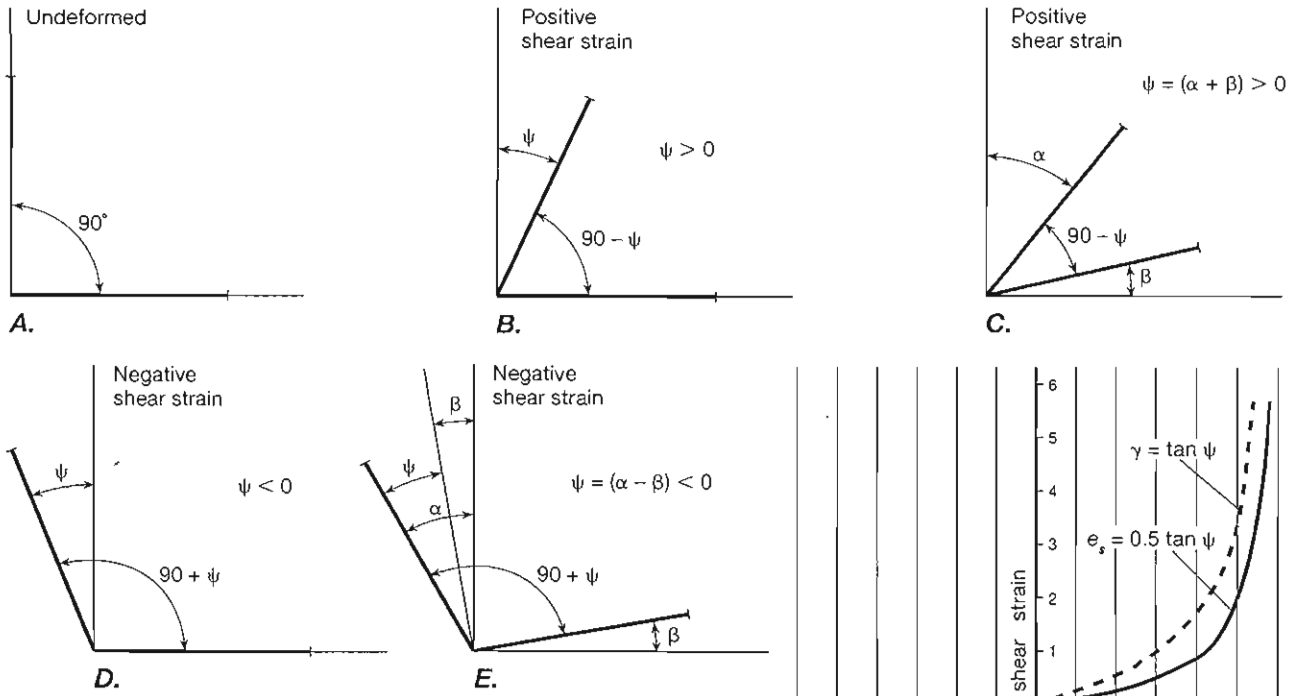 Undeformed
90°
A.
Positive
shear strain
ψ
ψ > 0
90 − ψ
B.
Positive
shear strain
ψ = (α + β) > 0
α
90 − ψ
β
C.
Negative
shear strain
ψ
ψ < 0
90 + ψ
D.
Negative
shear strain
β
ψ
α
ψ = (α − β) < 0
90 + ψ
β
E.
6
5
4
3
2
1
shear strain
γ = tan ψ
eₛ = 0.5 tan ψ